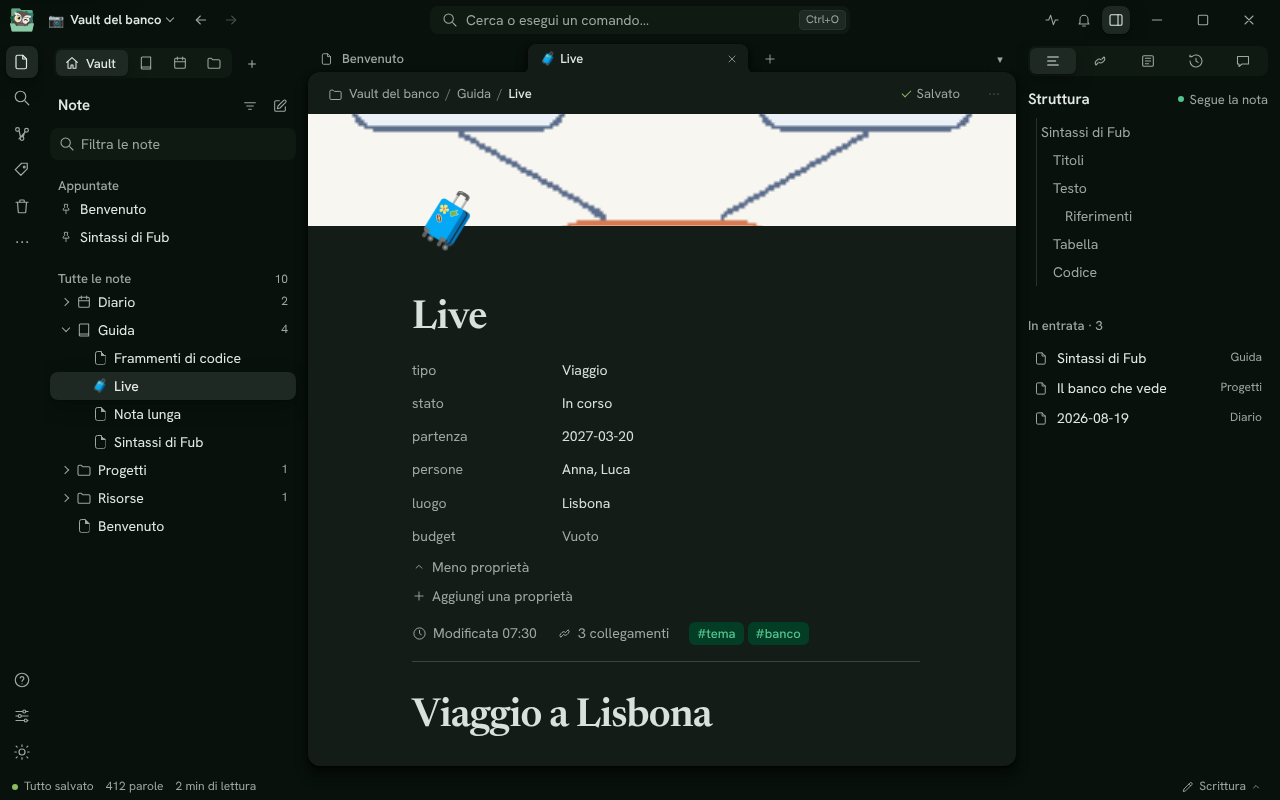 Vault del banco
Cerca o esegui un comando…
Ctrl+O
Vault
Note
Filtra le note
Appuntate
Benvenuto
Sintassi di Fub
Tutte le note 10
Diario 2
Guida 4
Frammenti di codice
Live
Nota lunga
Sintassi di Fub
Progetti 1
Risorse 1
Benvenuto
Benvenuto
Live
Vault del banco / Guida / Live
Salvato
Live
tipo Viaggio
stato In corso
partenza 2027-03-20
persone Anna, Luca
luogo Lisbona
budget Vuoto
Meno proprietà
Aggiungi una proprietà
Modificata 07:30 3 collegamenti #tema #banco
Viaggio a Lisbona
Struttura Segue la nota
Sintassi di Fub
Titoli
Testo
Riferimenti
Tabella
Codice
In entrata · 3
Sintassi di Fub Guida
Il banco che vede Progetti
2026-08-19 Diario
Tutto salvato 412 parole 2 min di lettura
Scrittura